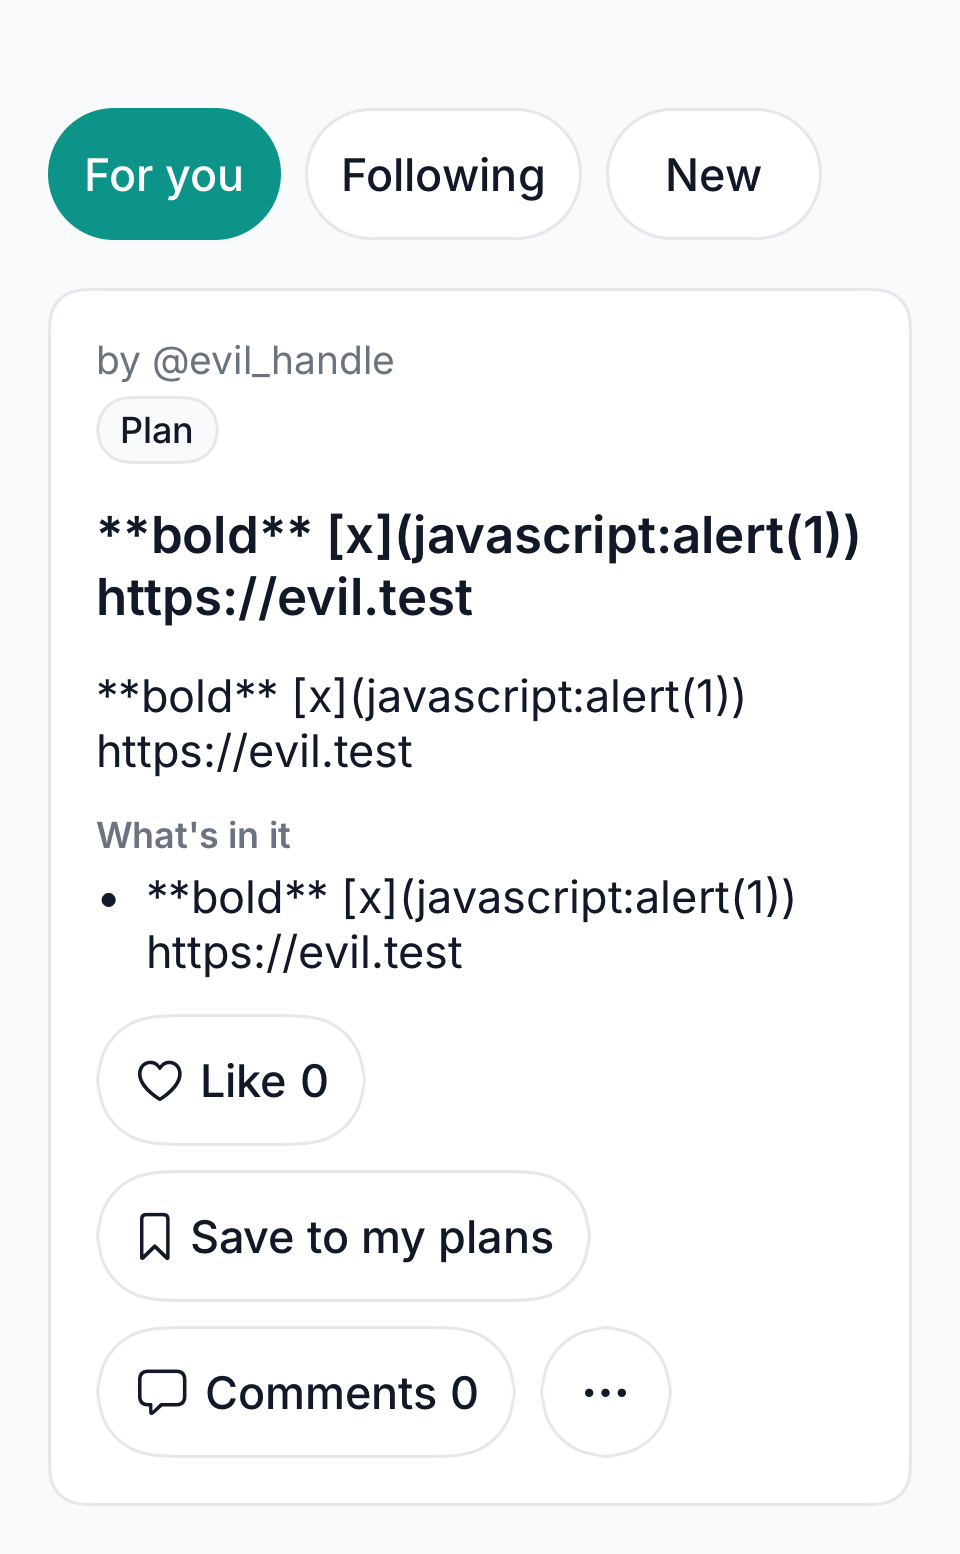 For you Following New
by @evil_handle
Plan
**bold** [x](javascript:alert(1))
https://evil.test
**bold** [x](javascript:alert(1))
https://evil.test
What's in it
• **bold** [x](javascript:alert(1))
https://evil.test
Like 0
Save to my plans
Comments 0 ...